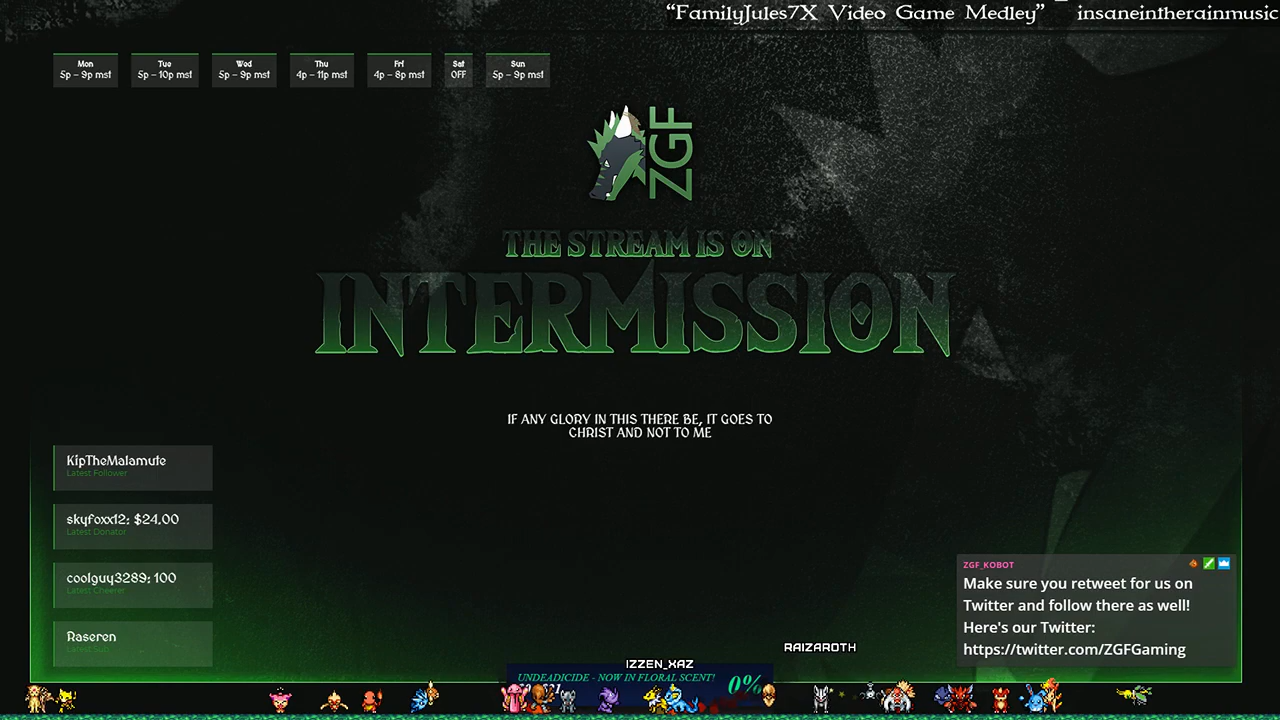 “FamilyJules7X Video Game Medley” ~ insaneintherainmusic
Mon
5p - 9p mst
Tue
5p - 10p mst
Wed
5p - 9p mst
Thu
4p - 11p mst
Fri
4p - 8p mst
Sat
OFF
Sun
5p - 9p mst
ZGF
THE STREAM IS ON
INTERMISSION
IF ANY GLORY IN THIS THERE BE, IT GOES TO
CHRIST AND NOT TO ME
KipTheMalamute
Latest Follower
skyfoxx12: $24.00
Latest Donator
coolguy3289: 100
Latest Cheerer
Raseren
Latest Sub
ZGF_KOBOT
Make sure you retweet for us on
Twitter and follow there as well!
Here's our Twitter:
https://twitter.com/ZGFGaming
RAIZAROTH
IZZEN_XAZ
UNDEADICIDE - NOW IN FLORAL SCENT!
0%